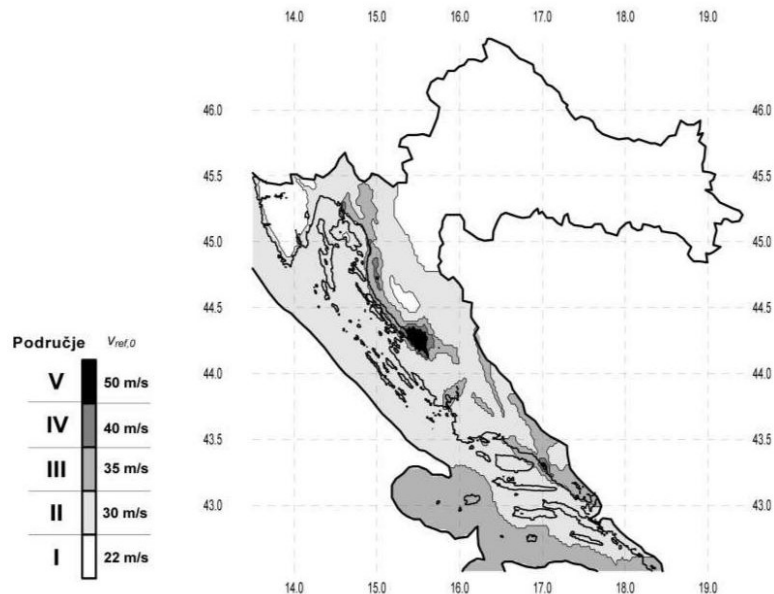 14.0 15.0 16.0 17.0 18.0 19.0
46.0 46.0
45.5 45.5
45.0 45.0
44.5 44.5
44.0 44.0
43.5 43.5
43.0 43.0
14.0 15.0 16.0 17.0 18.0 19.0
Područje Vref,0
V 50 m/s
IV 40 m/s
III 35 m/s
II 30 m/s
I 22 m/s